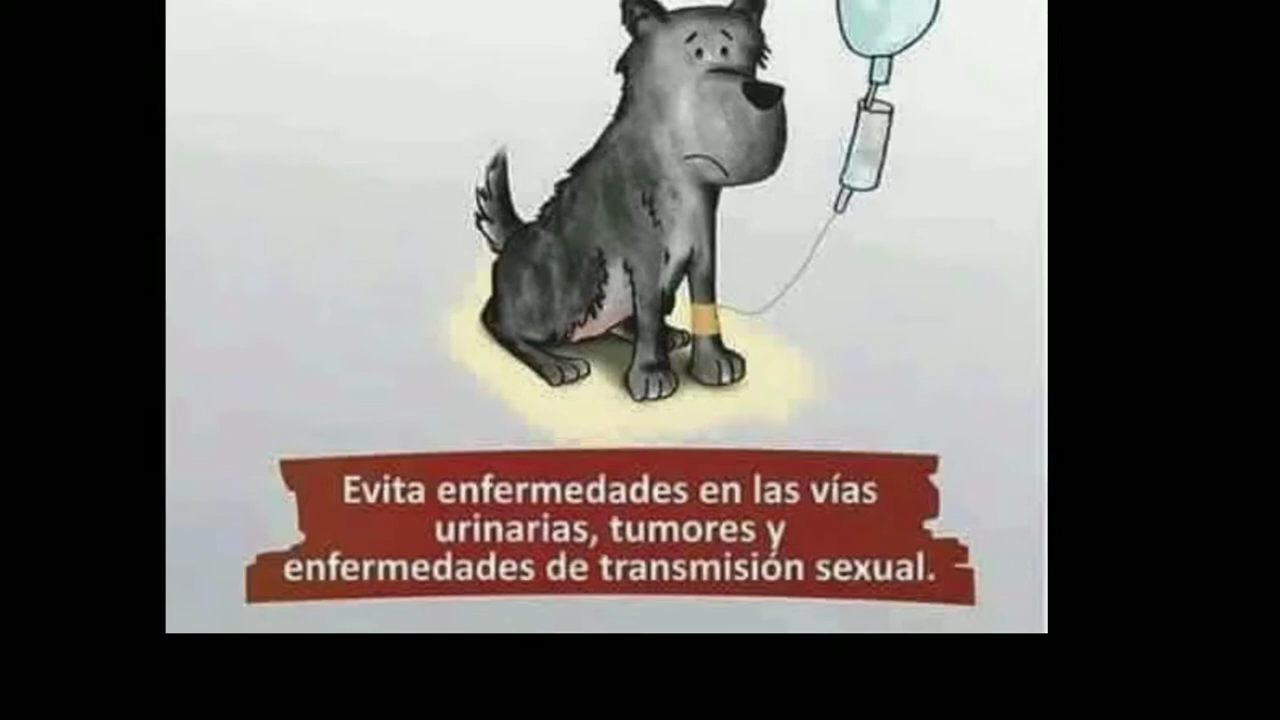 Evita enfermedades en las vías
urinarias, tumores y
enfermedades de transmisión sexual.